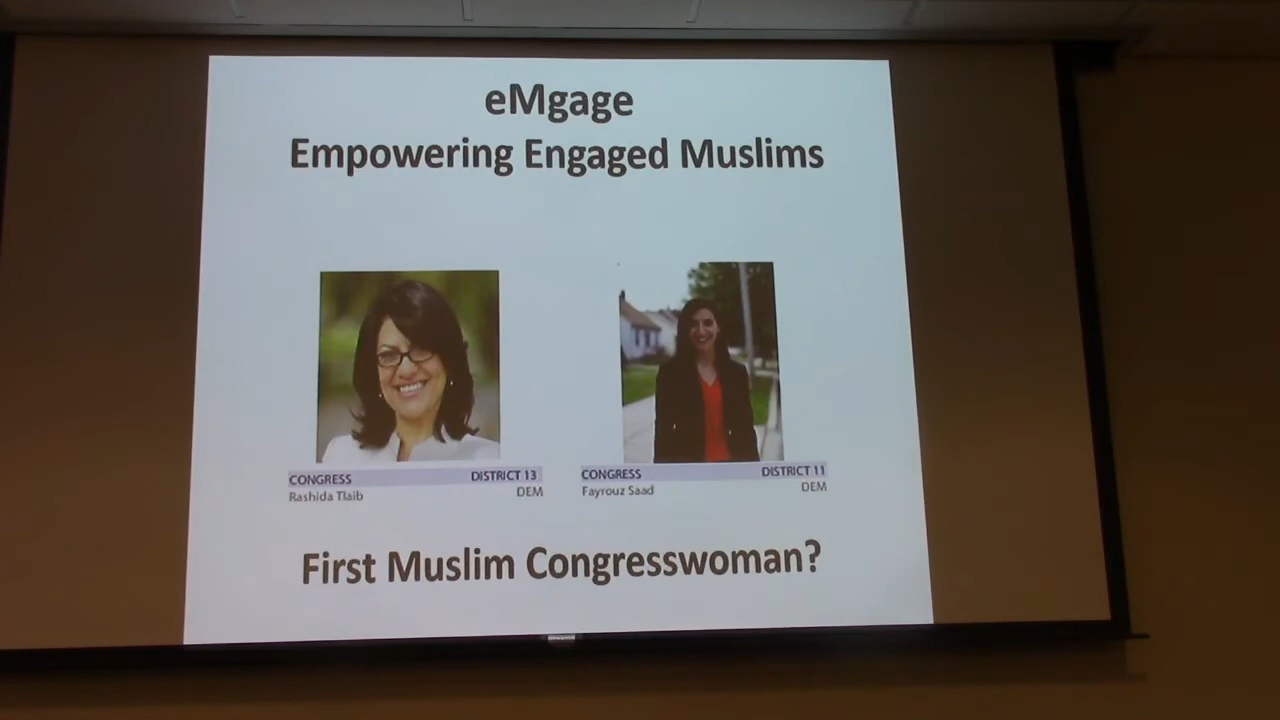 eMgage
Empowering Engaged Muslims
CONGRESS DISTRICT 13
Rashida Tlaib DEM
CONGRESS DISTRICT 11
Fayrouz Saad DEM
First Muslim Congresswoman?